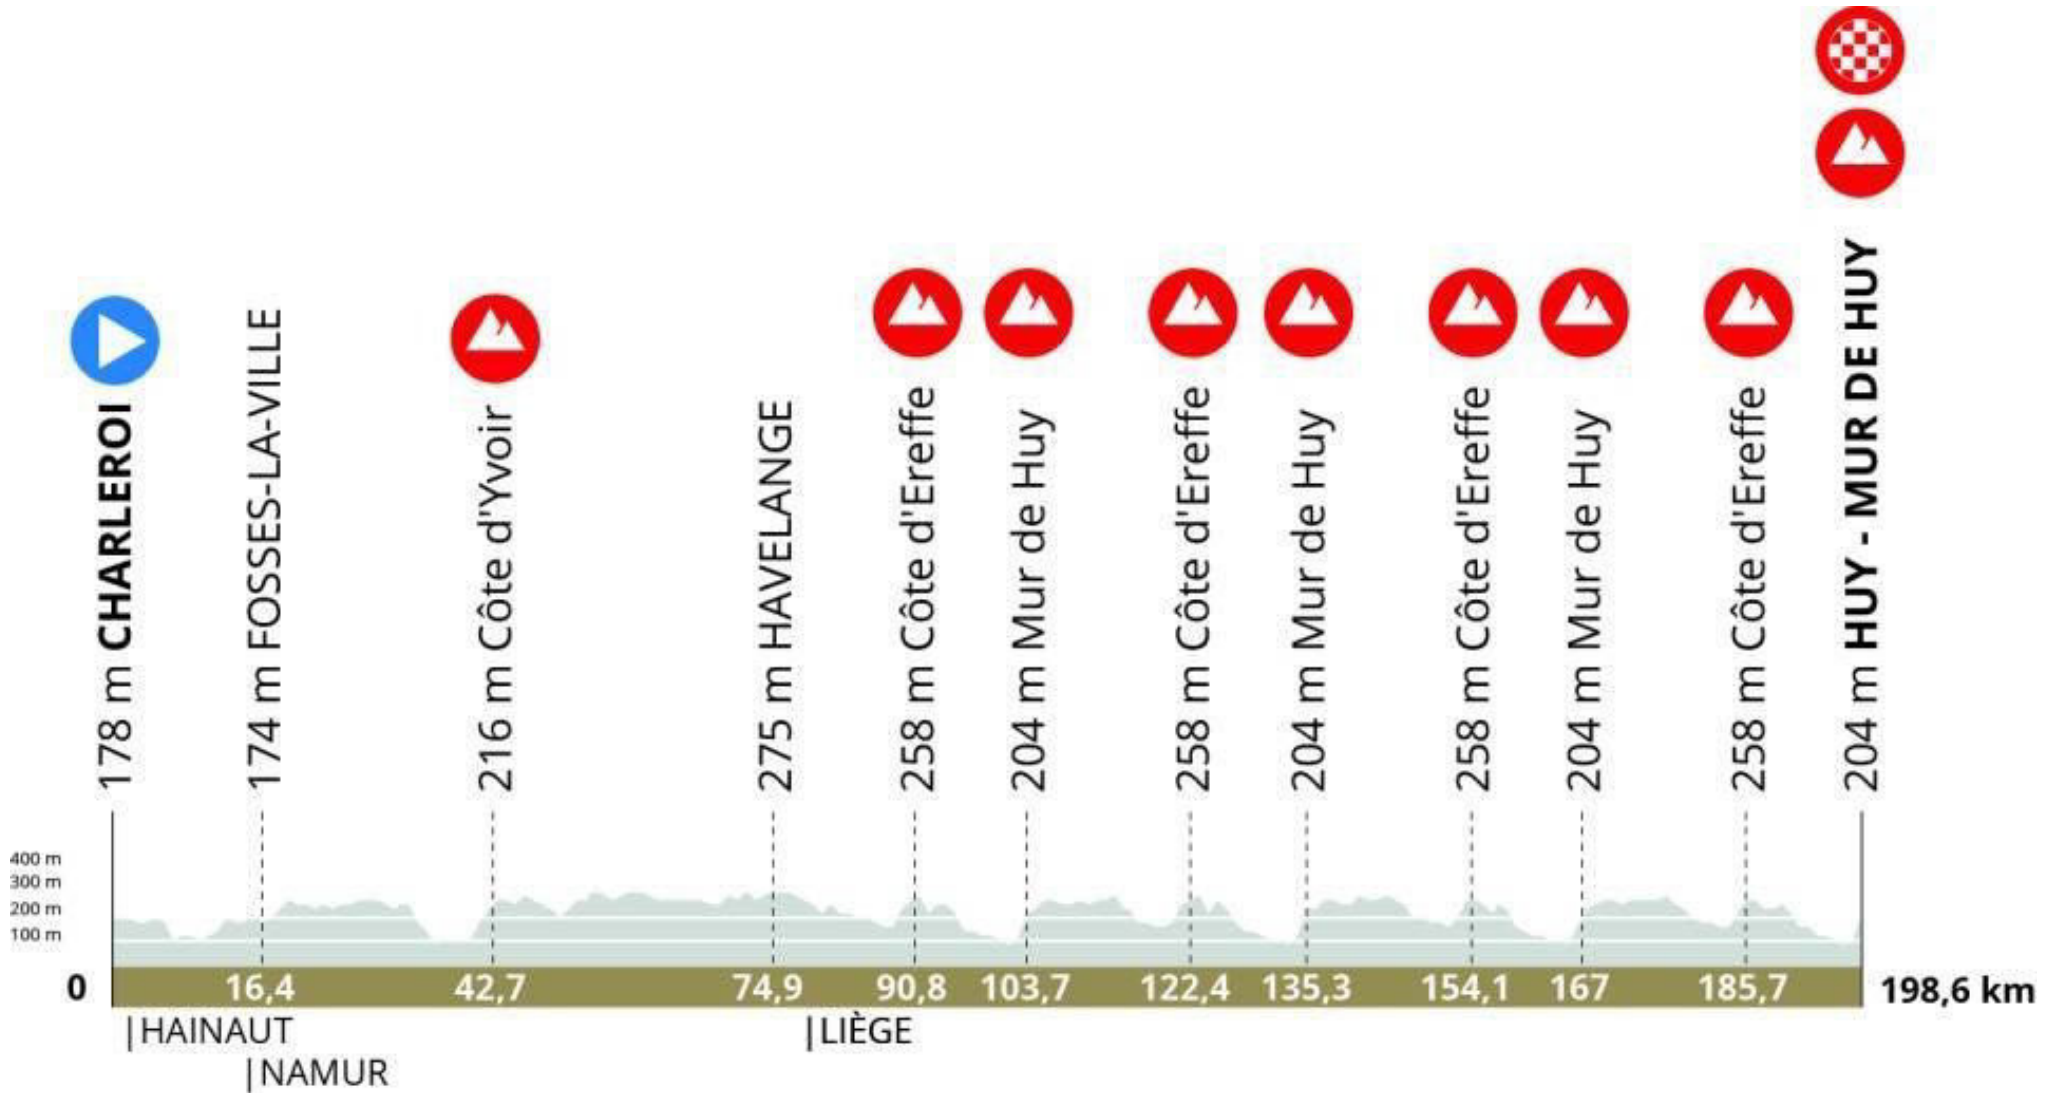 178 m CHARLEROI
174 m FOSSES-LA-VILLE
216 m Côte d'Yvoir
275 m HAVELANGE
258 m Côte d'Ereffe
204 m Mur de Huy
258 m Côte d'Ereffe
204 m Mur de Huy
258 m Côte d'Ereffe
204 m Mur de Huy
258 m Côte d'Ereffe
204 m HUY - MUR DE HUY
400 m
300 m
200 m
100 m
0 16,4 42,7 74,9 90,8 103,7 122,4 135,3 154,1 167 185,7 198,6 km
|HAINAUT |LIÈGE
|NAMUR